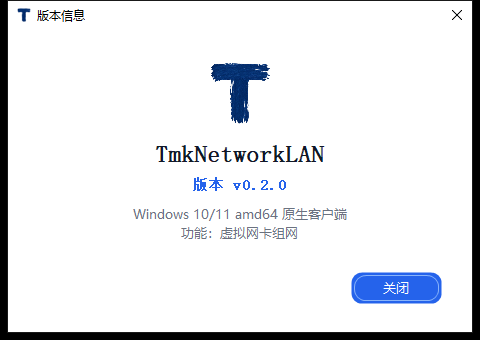 版本信息
T
TmkNetworkLAN
版本 v0.2.0
Windows 10/11 amd64 原生客户端
功能：虚拟网卡组网
关闭